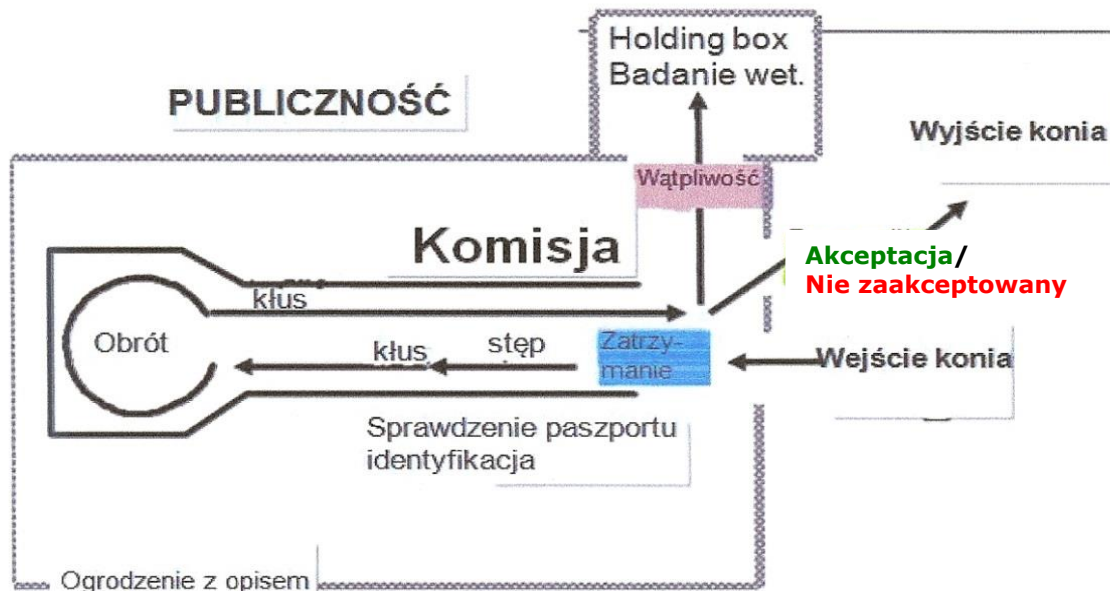 Holding box
Badanie wet.
PUBLICZNOŚĆ
Wyjście konia
Wątpliwość
Komisja
Akceptacja/
Nie zaakceptowany
kłus
Obrót
kłus
stęp
Zatrzy-
manie
Wejście konia
Sprawdzenie paszportu
identyfikacja
Ogrodzenie z opisem